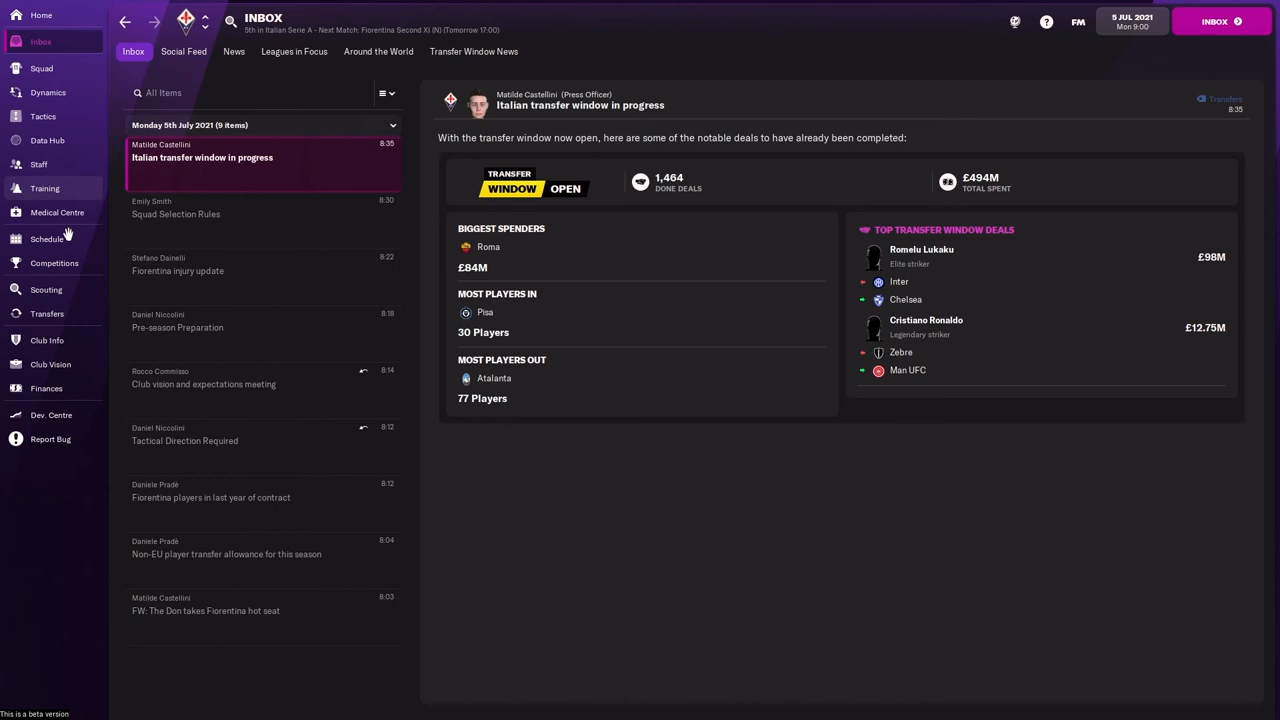 Home
Inbox
Squad
Dynamics
Tactics
Data Hub
Staff
Training
Medical Centre
Schedule
Competitions
Scouting
Transfers
Club Info
Club Vision
Finances
Dev. Centre
Report Bug
This is a beta version
INBOX
5th in Italian Serie A - Next Match: Fiorentina Second XI (N) (Tomorrow 17:00)
FM
5 JUL 2021
Mon 9:00
INBOX
Inbox Social Feed News Leagues in Focus Around the World Transfer Window News
All Items
Monday 5th July 2021 (9 items)
Matilde Castellini 8:35
Italian transfer window in progress
Emily Smith 8:30
Squad Selection Rules
Stefano Dainelli 8:22
Fiorentina injury update
Daniel Niccolini 8:18
Pre-season Preparation
Rocco Commisso 8:14
Club vision and expectations meeting
Daniel Niccolini 8:12
Tactical Direction Required
Daniele Pradè 8:12
Fiorentina players in last year of contract
Daniele Pradè 8:04
Non-EU player transfer allowance for this season
Matilde Castellini 8:03
FW: The Don takes Fiorentina hot seat
Matilde Castellini (Press Officer)
Italian transfer window in progress
Transfers
8:35
With the transfer window now open, here are some of the notable deals to have already been completed:
TRANSFER
WINDOW OPEN
1,464
DONE DEALS
£494M
TOTAL SPENT
BIGGEST SPENDERS
Roma
£84M
MOST PLAYERS IN
Pisa
30 Players
MOST PLAYERS OUT
Atalanta
77 Players
TOP TRANSFER WINDOW DEALS
Romelu Lukaku
Elite striker
£98M
Inter
Chelsea
Cristiano Ronaldo
Legendary striker
£12.75M
Zebre
Man UFC